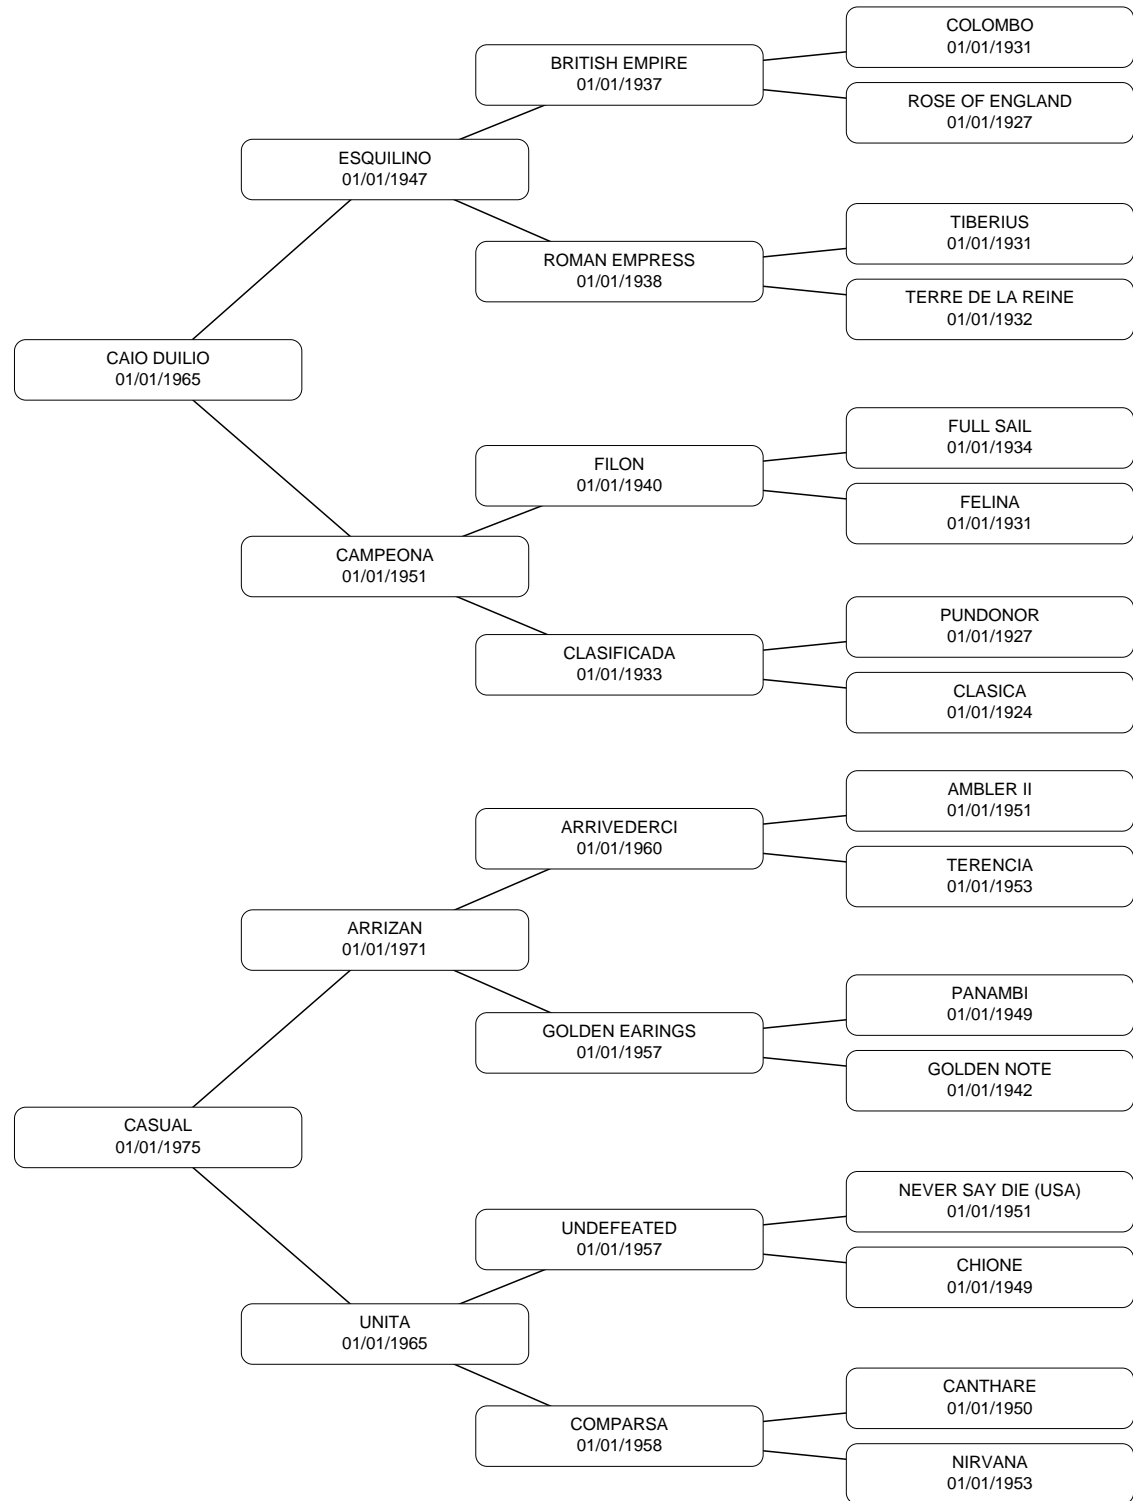 COLOMBO
01/01/1931
BRITISH EMPIRE
01/01/1937
ROSE OF ENGLAND
01/01/1927
ESQUILINO
01/01/1947
TIBERIUS
01/01/1931
ROMAN EMPRESS
01/01/1938
TERRE DE LA REINE
01/01/1932
CAIO DUILIO
01/01/1965
FULL SAIL
01/01/1934
FILON
01/01/1940
FELINA
01/01/1931
CAMPEONA
01/01/1951
PUNDONOR
01/01/1927
CLASIFICADA
01/01/1933
CLASICA
01/01/1924
AMBLER II
01/01/1951
ARRIVEDERCI
01/01/1960
TERENCIA
01/01/1953
ARRIZAN
01/01/1971
PANAMBI
01/01/1949
GOLDEN EARINGS
01/01/1957
GOLDEN NOTE
01/01/1942
CASUAL
01/01/1975
NEVER SAY DIE (USA)
01/01/1951
UNDEFEATED
01/01/1957
CHIONE
01/01/1949
UNITA
01/01/1965
CANTHARE
01/01/1950
COMPARSA
01/01/1958
NIRVANA
01/01/1953